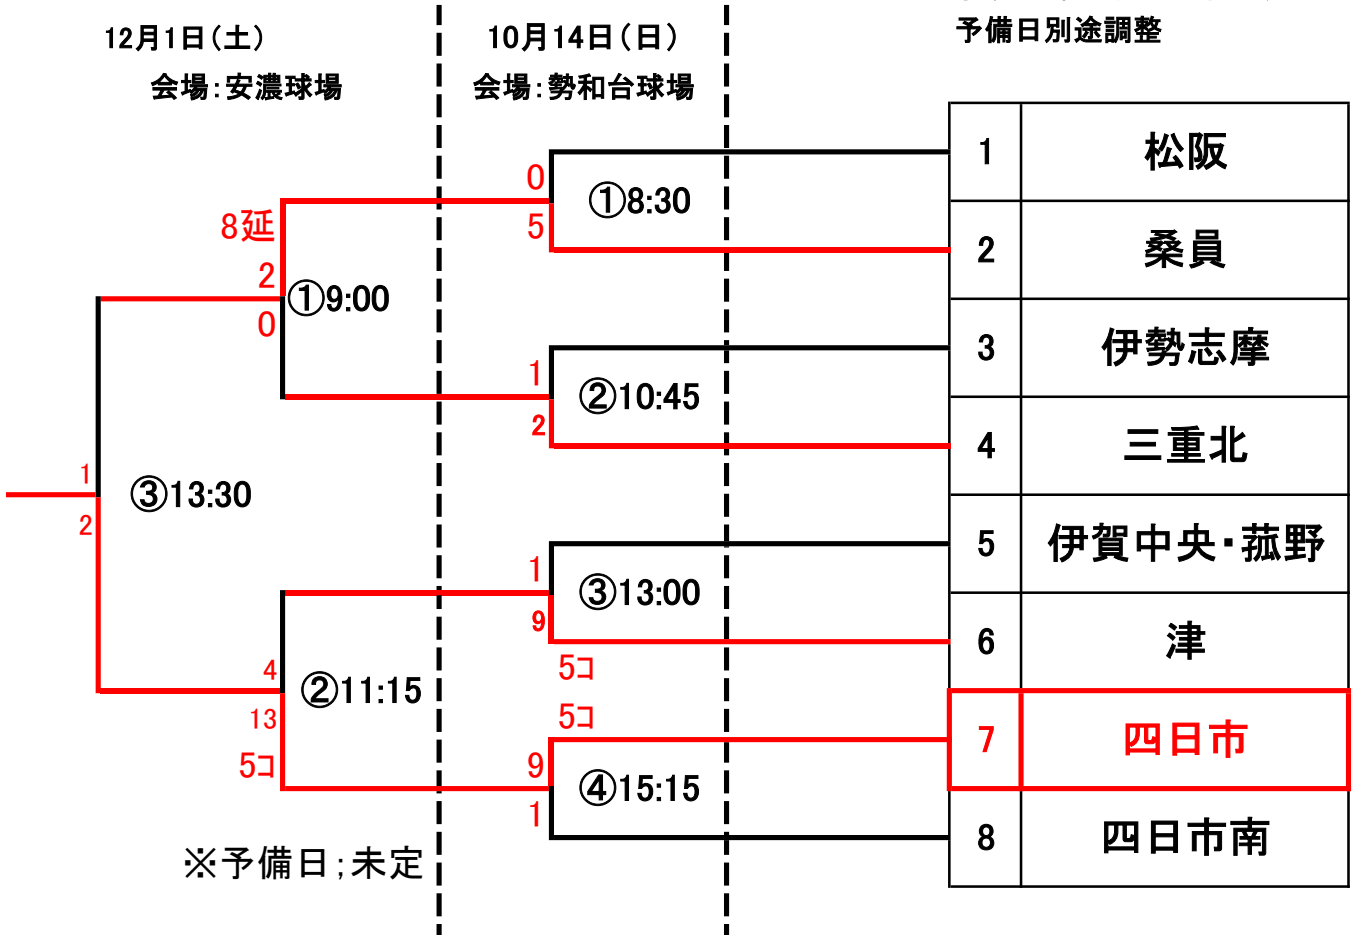 12月1日（土）
会場：安濃球場
10月14日（日）
会場：勢和台球場
予備日別途調整
1 松阪
2 桑員
3 伊勢志摩
4 三重北
5 伊賀中央・菰野
6 津
7 四日市
8 四日市南
0
①8:30
5
8延
2
①9:00
0
1
②10:45
2
1
③13:30
2
1
③13:00
9
5コ
4
②11:15
13
5コ
5コ
9
④15:15
1
※予備日；未定